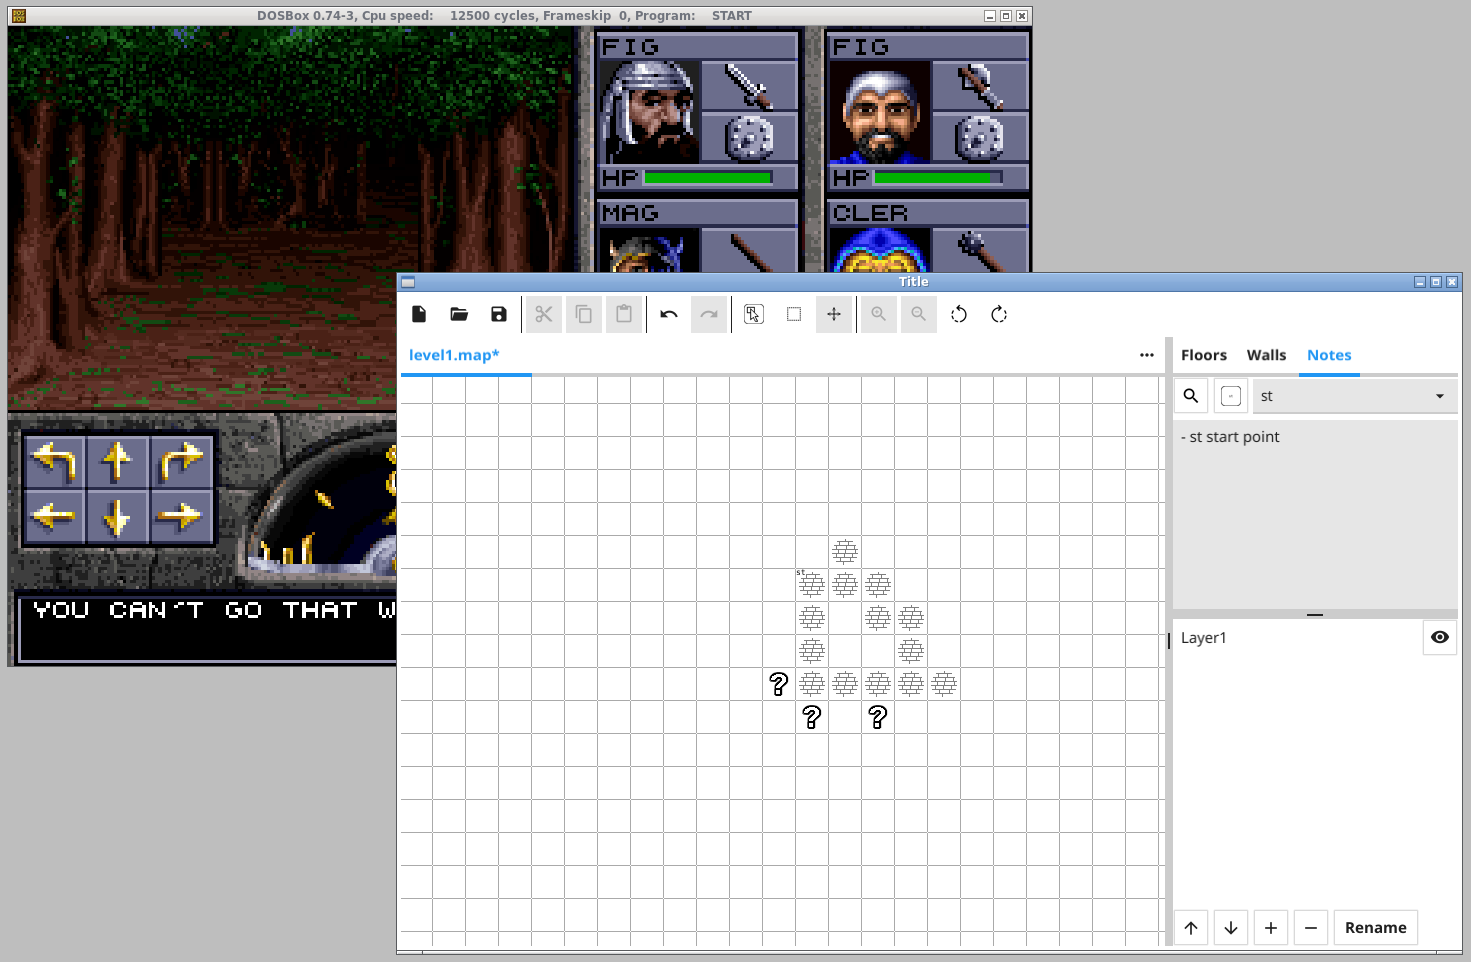 DOSBox 0.74-3, Cpu speed: 12500 cycles, Frameskip 0, Program: START
FIG
FIG
HP
HP
MAG
CLER
YOU CAN'T GO THAT W
Title
level1.map*
Floors Walls Notes
st
- st start point
st
? 
? ?
Layer1
Rename